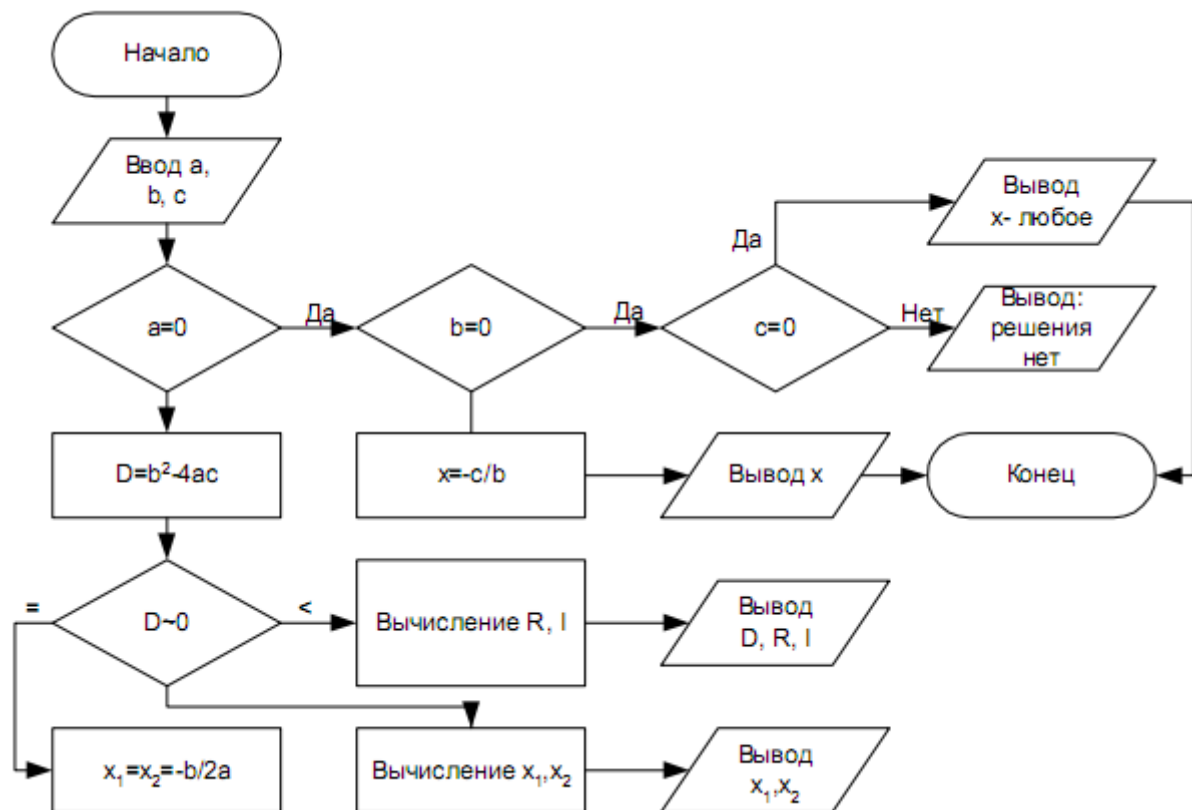 Начало
Ввод a,
b, c
a=0
Да
b=0
Да
c=0
Да
Вывод
x- любое
Нет
Вывод:
решения
нет
D=b²-4ac
x=-c/b
Вывод x
Конец
D~0
=
<
Вычисление R, I
Вывод
D, R, I
x₁=x₂=-b/2a
Вычисление x₁,x₂
Вывод
x₁,x₂